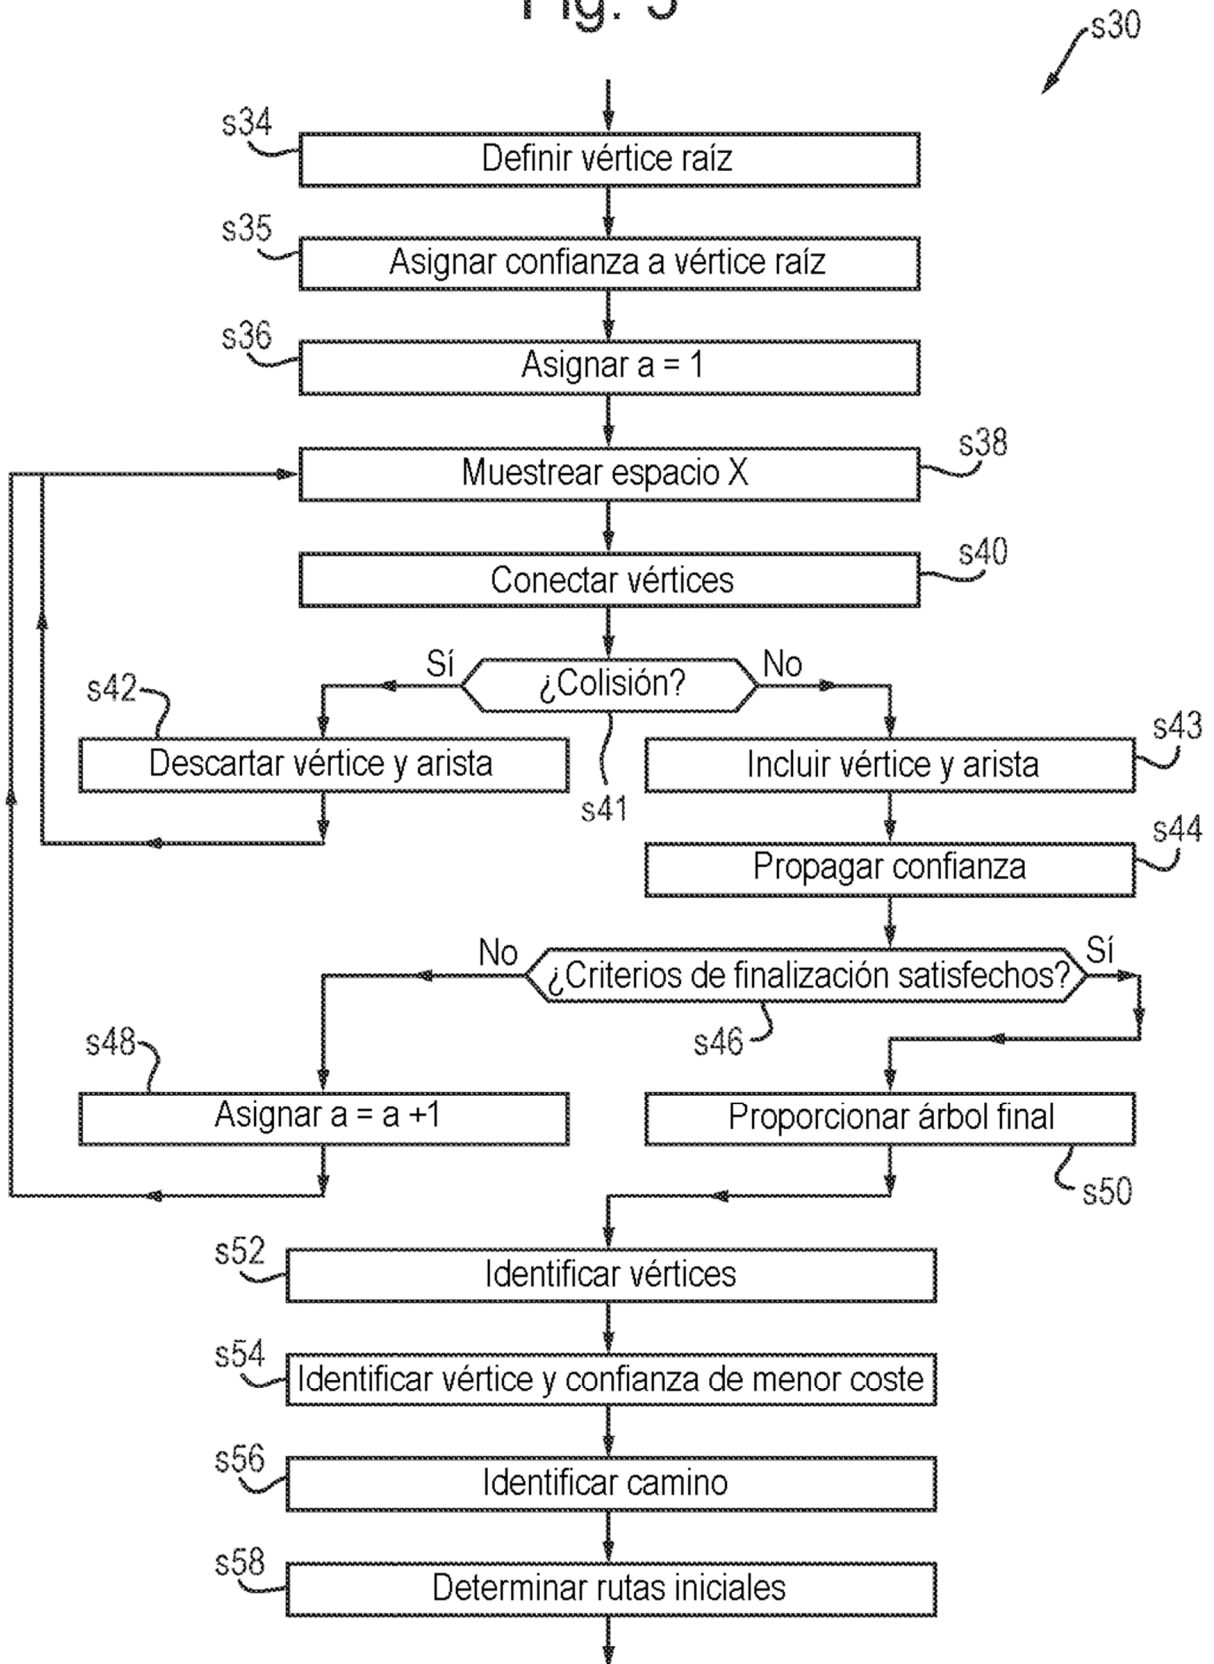 Fig. 5
s30
s34
Definir vértice raíz
s35
Asignar confianza a vértice raíz
s36
Asignar a = 1
s38
Muestrear espacio X
s40
Conectar vértices
Sí
¿Colisión?
No
s42
s41
s43
Descartar vértice y arista
Incluir vértice y arista
s44
Propagar confianza
No
¿Criterios de finalización satisfechos?
Sí
s46
s48
Asignar a = a +1
Proporcionar árbol final
s50
s52
Identificar vértices
s54
Identificar vértice y confianza de menor coste
s56
Identificar camino
s58
Determinar rutas iniciales